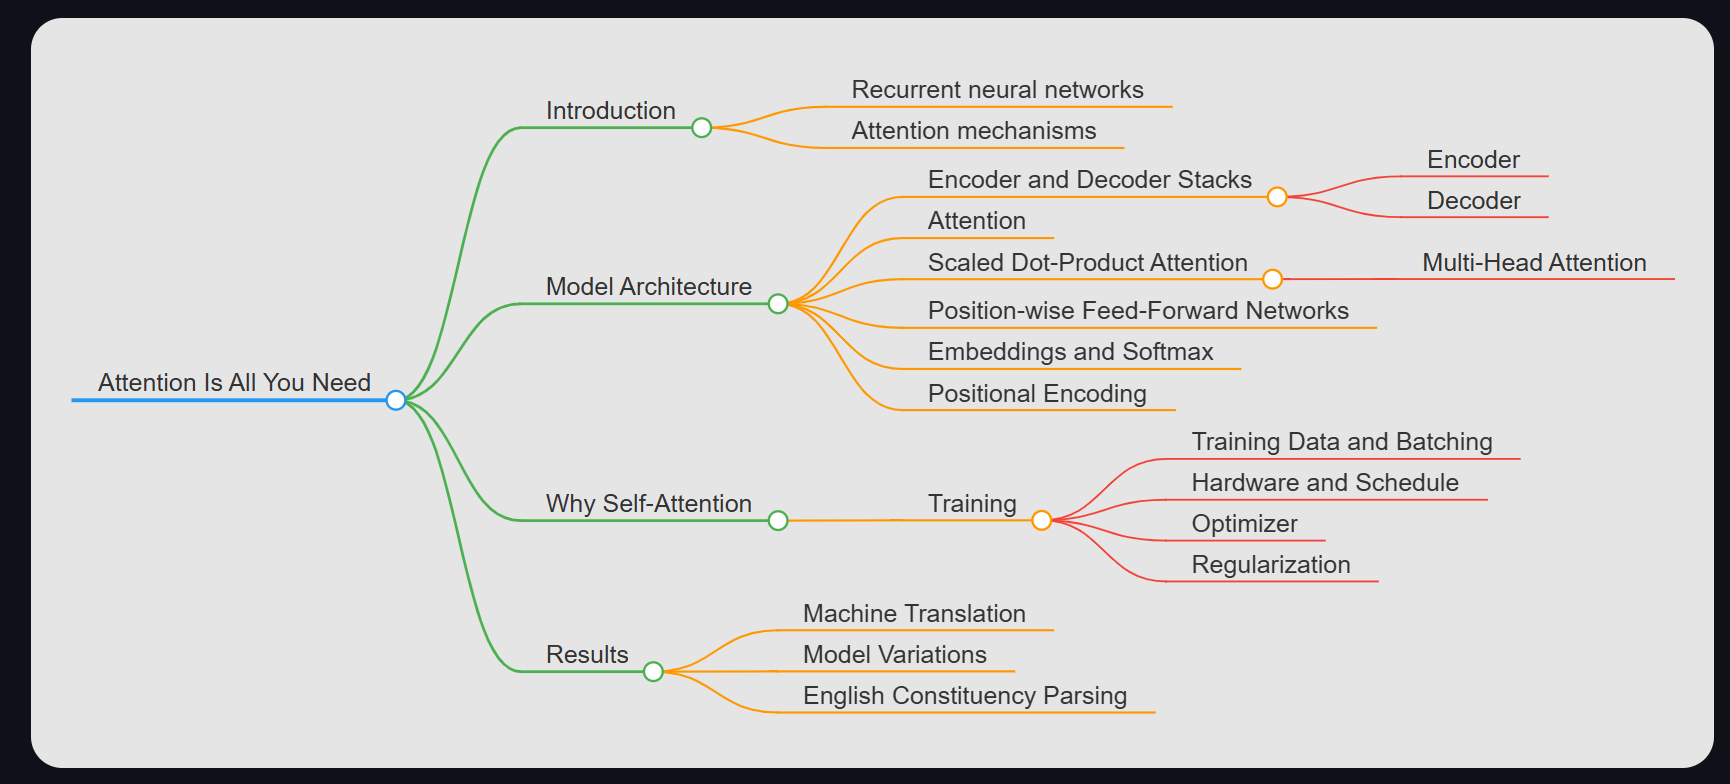 Attention Is All You Need
Introduction
Recurrent neural networks
Attention mechanisms
Model Architecture
Encoder and Decoder Stacks
Encoder
Decoder
Attention
Scaled Dot-Product Attention
Multi-Head Attention
Position-wise Feed-Forward Networks
Embeddings and Softmax
Positional Encoding
Why Self-Attention
Training
Training Data and Batching
Hardware and Schedule
Optimizer
Regularization
Results
Machine Translation
Model Variations
English Constituency Parsing